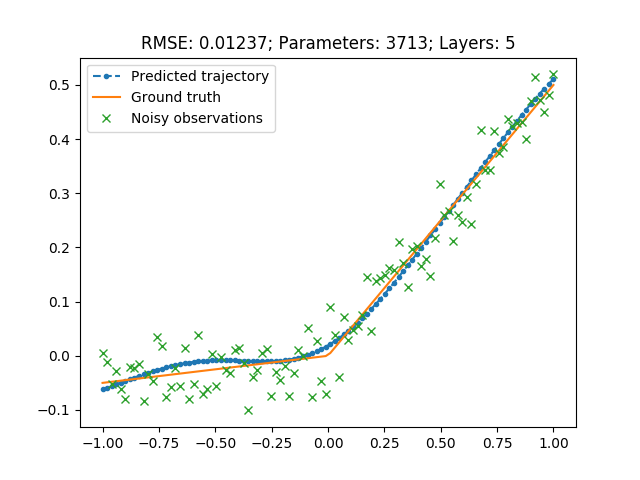 RMSE: 0.01237; Parameters: 3713; Layers: 5
Predicted trajectory
Ground truth
Noisy observations
0.5
0.4
0.3
0.2
0.1
0.0
−0.1
−1.00 −0.75 −0.50 −0.25 0.00 0.25 0.50 0.75 1.00